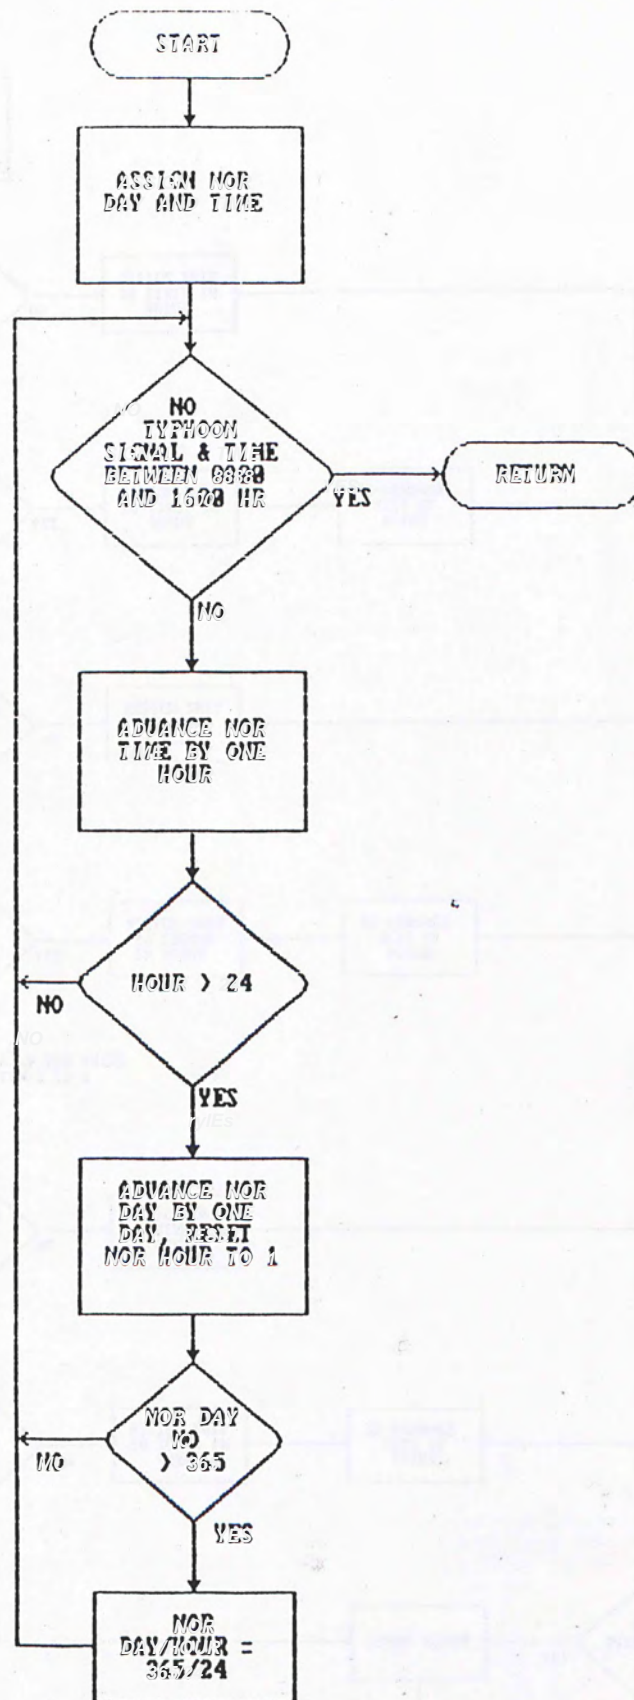 START
ASSIGN NOR
DAY AND TIME
NO
TYPHOON
SIGNAL & TIME
BETWEEN
AND HR
YES
RETURN
NO
ADVANCE NOR
TIME BY ONE
HOUR
HOUR > 24
NO
YES
ADVANCE NOR
DAY BY ONE
DAY, RESET
NOR HOUR TO 1
NOR DAY
NO
> 365
NO
YES
NOR
DAY/HOUR =
365/24